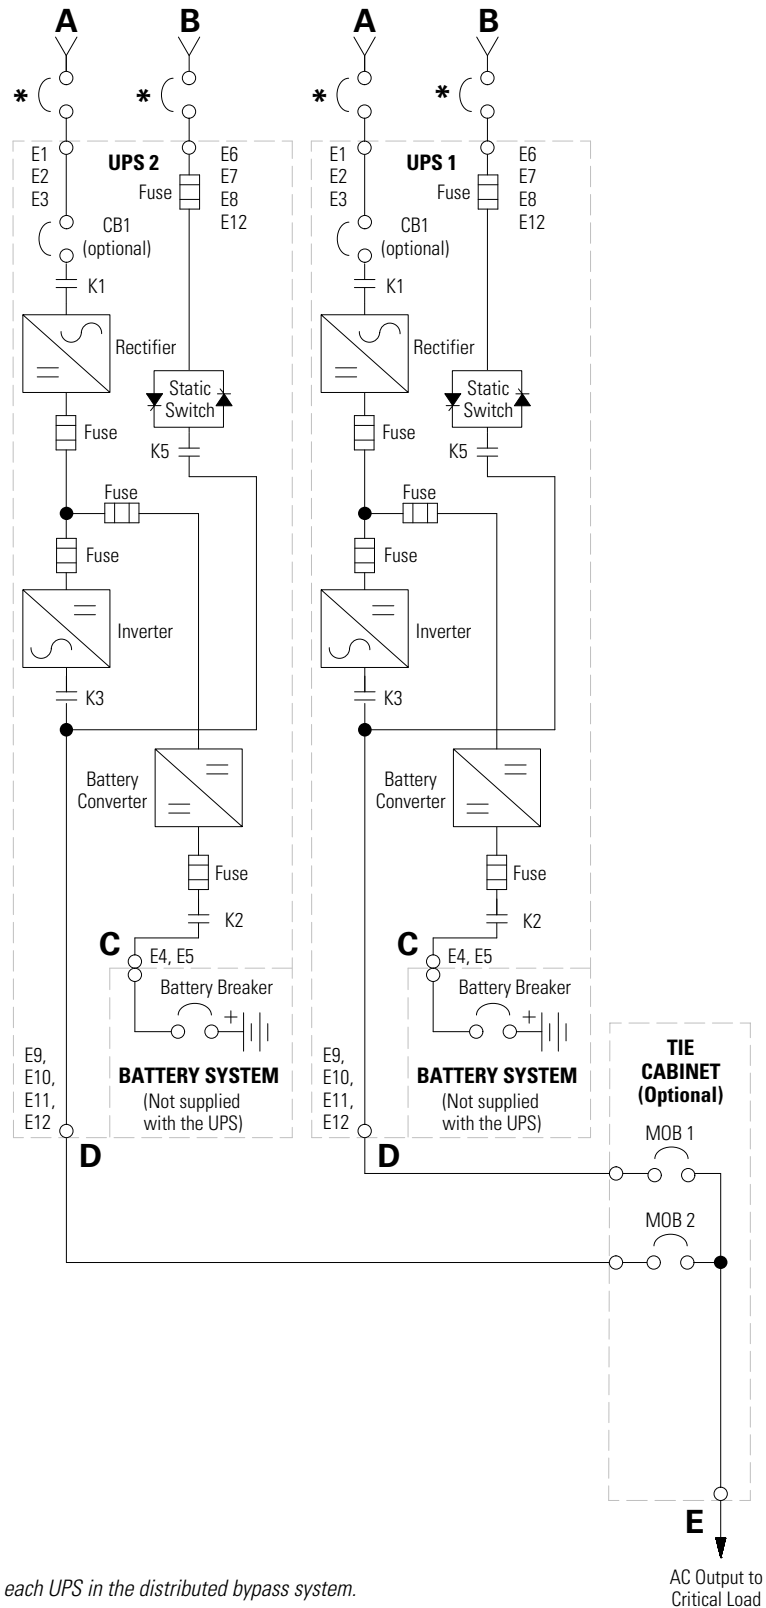 A
B
A
B
*
*
*
*
E1
E2
E3
UPS 2
E6
E7
E8
E12
Fuse
CB1
(optional)
K1
Rectifier
Static
Switch
Fuse
K5
Fuse
Fuse
Inverter
K3
Battery
Converter
Fuse
K2
C
E4, E5
Battery Breaker
+
BATTERY SYSTEM
(Not supplied
with the UPS)
E9,
E10,
E11,
E12
D
E1
E2
E3
UPS 1
E6
E7
E8
E12
Fuse
CB1
(optional)
K1
Rectifier
Static
Switch
Fuse
K5
Fuse
Fuse
Inverter
K3
Battery
Converter
Fuse
K2
C
E4, E5
Battery Breaker
+
BATTERY SYSTEM
(Not supplied
with the UPS)
E9,
E10,
E11,
E12
D
TIE
CABINET
(Optional)
MOB 1
MOB 2
E
AC Output to
Critical Load
each UPS in the distributed bypass system.